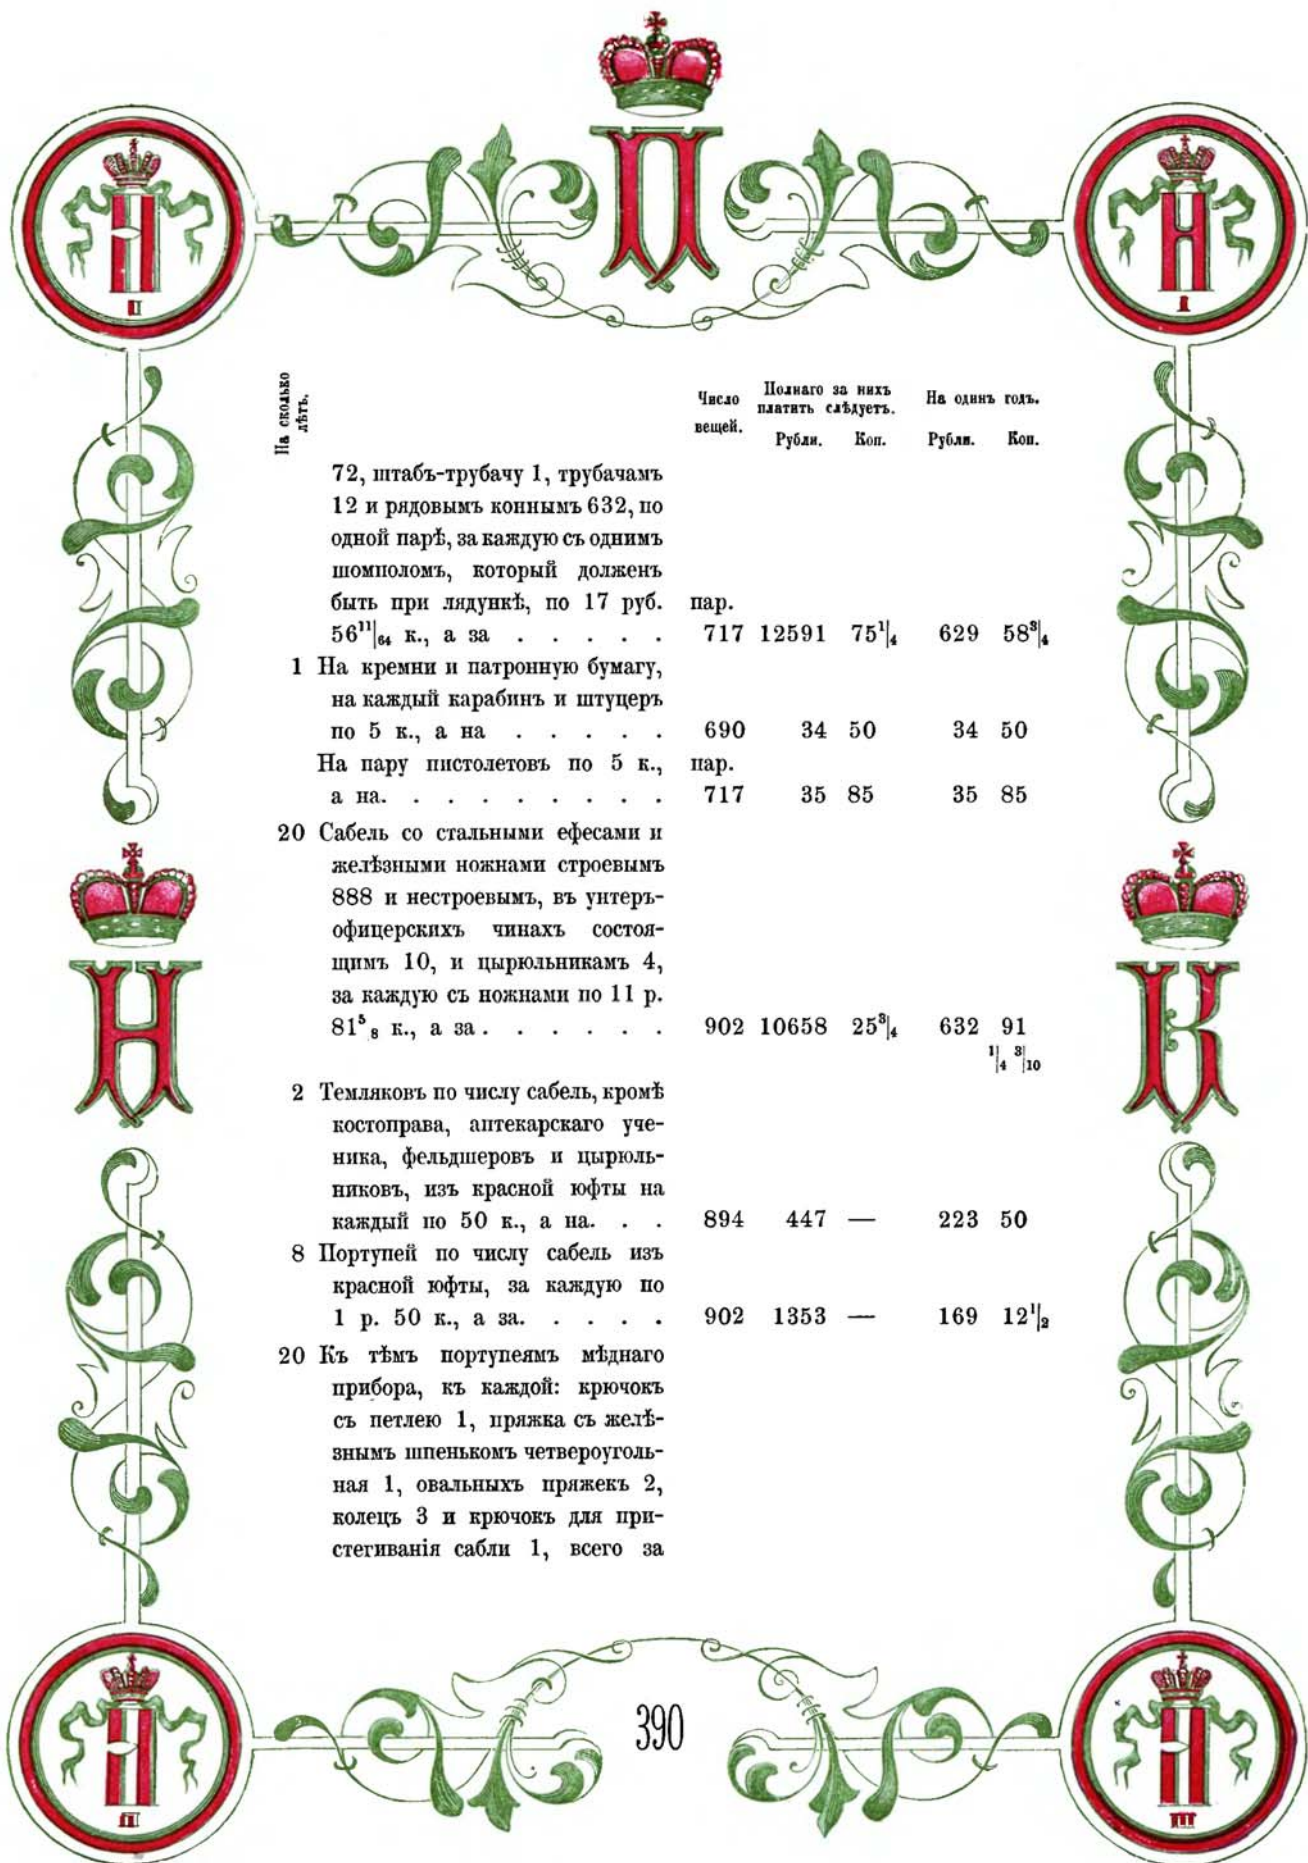 П
На сколько
лѣтъ.
Число
вещей.
Полнаго за нихъ
платить слѣдуетъ.
На одинъ годъ.
Рубли. Коп. Рубли. Коп.
72, штабъ-трубачу 1, трубачамъ
12 и рядовымъ коннымъ 632, по
одной парѣ, за каждую съ однимъ
шомполомъ, который долженъ
быть при лядункѣ, по 17 руб. пар.
56¹¹|₆₄ к., а за . . . . . 717 12591 75¹|₄ 629 58³|₄
1 На кремни и патронную бумагу,
на каждый карабинъ и штуцеръ
по 5 к., а на . . . . . 690 34 50 34 50
На пару пистолетовъ по 5 к., пар.
а на. . . . . . . . . 717 35 85 35 85
20 Сабель со стальными ефесами и
желѣзными ножнами строевымъ
888 и нестроевымъ, въ унтеръ-
офицерскихъ чинахъ состоя-
щимъ 10, и цырюльникамъ 4,
за каждую съ ножнами по 11 р.
81⁵ ₈ к., а за . . . . . . 902 10658 25³|₄ 632 91
¹|₄ ³|₁₀
2 Темляковъ по числу сабель, кромѣ
костоправа, аптекарскаго уче-
ника, фельдшеровъ и цырюль-
никовъ, изъ красной юфты на
каждый по 50 к., а на. . . 894 447 — 223 50
8 Портупей по числу сабель изъ
красной юфты, за каждую по
1 р. 50 к., а за. . . . . 902 1353 — 169 12¹|₂
20 Къ тѣмъ портупеямъ мѣднаго
прибора, къ каждой: крючокъ
съ петлею 1, пряжка съ желѣ-
знымъ шпенькомъ четвероуголь-
ная 1, овальныхъ пряжекъ 2,
колецъ 3 и крючокъ для при-
стегиванія сабли 1, всего за
Н
К
II
I
II
III
390